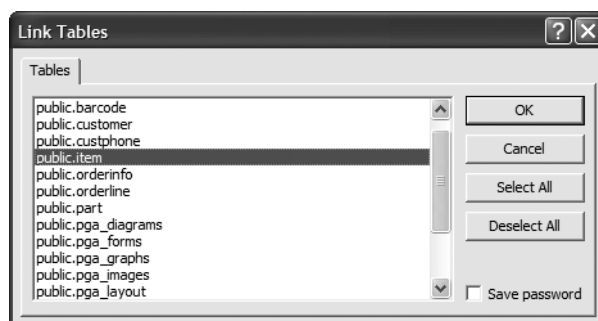 Link Tables
Tables
public.barcode
public.customer
public.custphone
public.item
public.orderinfo
public.orderline
public.part
public.pga_diagrams
public.pga_forms
public.pga_graphs
public.pga_images
public.pga_layout
OK
Cancel
Select All
Deselect All
Save password